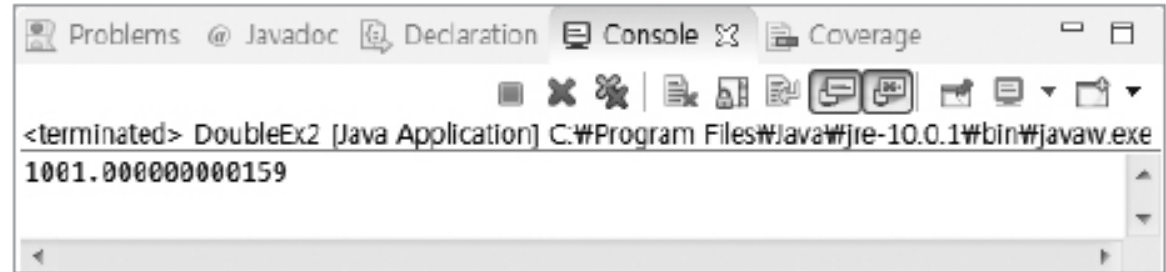 Problems @ Javadoc Declaration Console Coverage
<terminated> DoubleEx2 [Java Application] C:₩Program Files₩Java₩jre-10.0.1₩bin₩javaw.exe
1001.000000000159